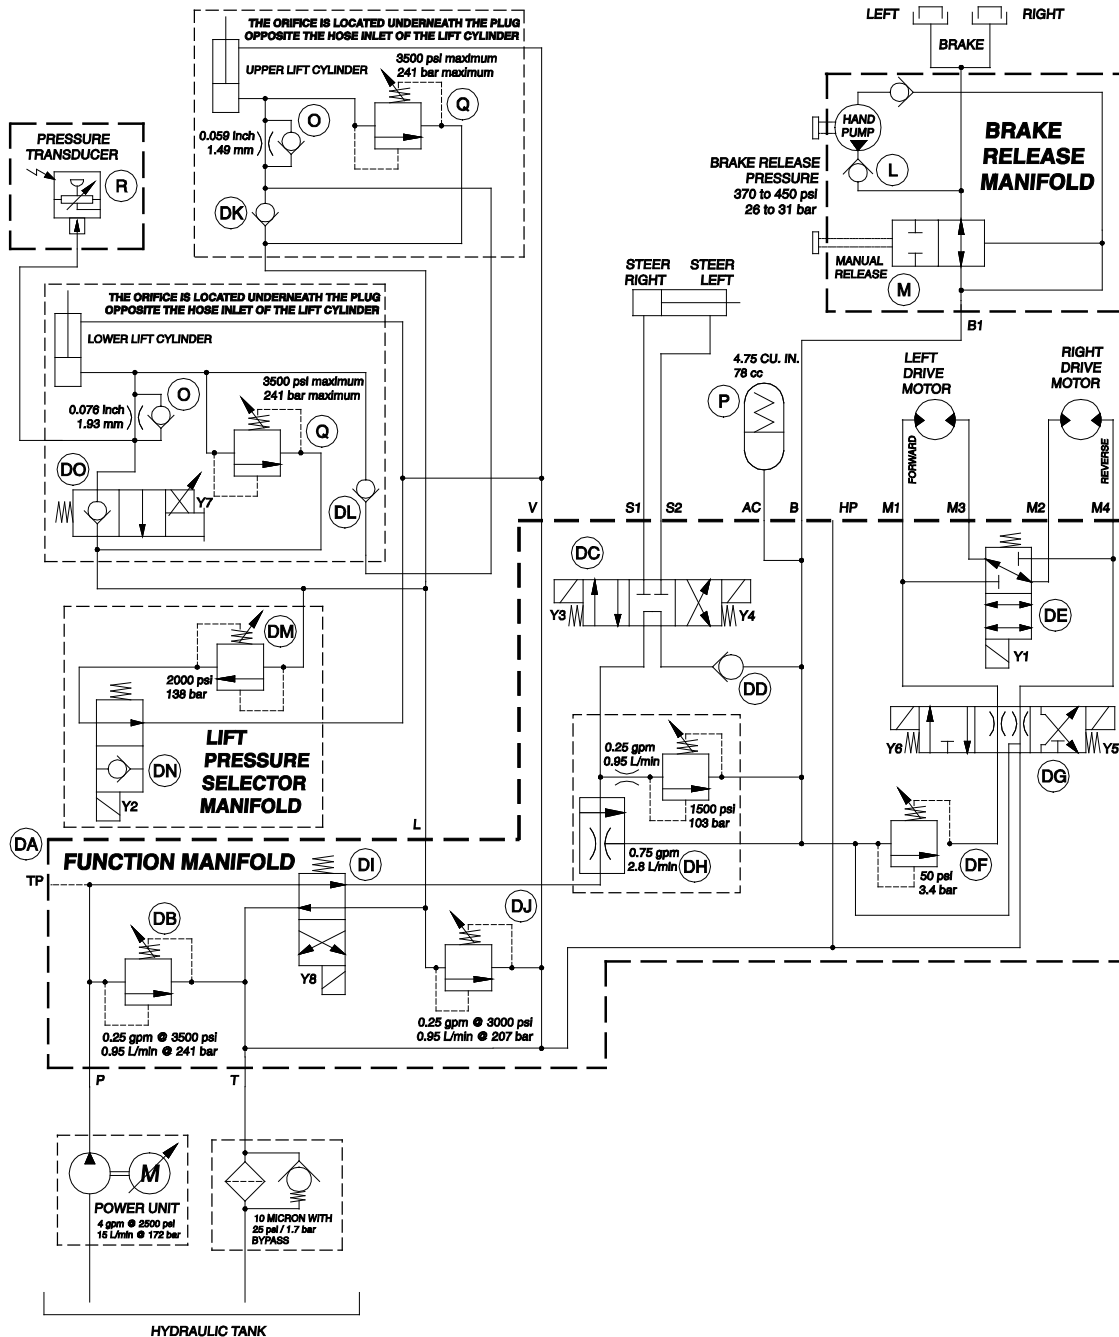 THE ORIFICE IS LOCATED UNDERNEATH THE PLUG
OPPOSITE THE HOSE INLET OF THE LIFT CYLINDER
UPPER LIFT CYLINDER
3500 psi maximum
241 bar maximum
Q
O
0.059 inch
1.49 mm
DK
PRESSURE
TRANSDUCER
R
LEFT
RIGHT
BRAKE
HAND
PUMP
L
BRAKE
RELEASE
MANIFOLD
BRAKE RELEASE
PRESSURE
370 to 450 psi
26 to 31 bar
MANUAL
RELEASE
M
B1
THE ORIFICE IS LOCATED UNDERNEATH THE PLUG
OPPOSITE THE HOSE INLET OF THE LIFT CYLINDER
LOWER LIFT CYLINDER
3500 psi maximum
241 bar maximum
O
Q
0.076 inch
1.93 mm
DO
Y7
DL
STEER
RIGHT
STEER
LEFT
4.75 CU. IN.
78 cc
P
LEFT
DRIVE
MOTOR
RIGHT
DRIVE
MOTOR
FORWARD
REVERSE
V
S1
S2
AC
B
HP
M1
M3
M2
M4
DC
Y3
Y4
DD
DE
Y1
DM
2000 psi
138 bar
DN
Y2
LIFT
PRESSURE
SELECTOR
MANIFOLD
0.25 gpm
0.95 L/min
1500 psi
103 bar
0.75 gpm
2.8 L/min
DH
Y6
Y5
DG
DF
50 psi
3.4 bar
L
DA
FUNCTION MANIFOLD
TP
DI
Y8
DB
DJ
0.25 gpm @ 3500 psi
0.95 L/min @ 241 bar
0.25 gpm @ 3000 psi
0.95 L/min @ 207 bar
P
T
M
POWER UNIT
4 gpm @ 2500 psi
15 L/min @ 172 bar
10 MICRON WITH
25 psi / 1.7 bar
BYPASS
HYDRAULIC TANK